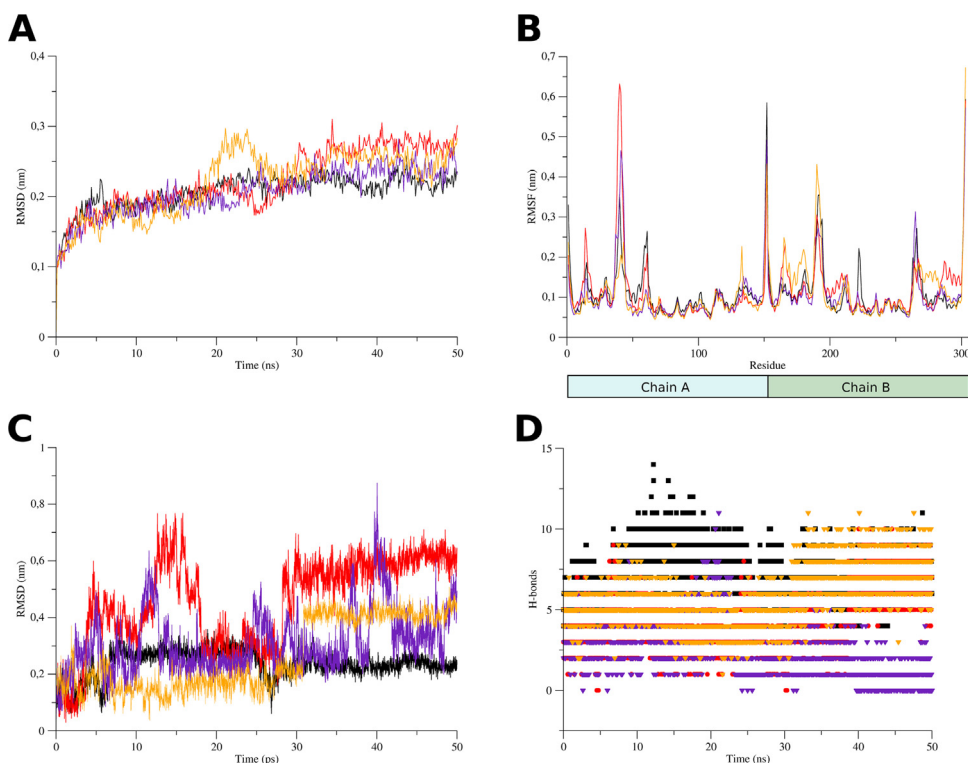 A
0,4
0,3
0,2
0,1
0
RMSD (nm)
0 10 20 30 40 50
Time (ns)
B
0,7
0,6
0,5
0,4
0,3
0,2
0,1
0
RMSF (nm)
0 100 200 300
Residue
Chain A Chain B
C
1
0,8
0,6
0,4
0,2
0
RMSD (nm)
0 10 20 30 40 50
Time (ps)
D
15
10
5
0
H-bonds
0 10 20 30 40 50
Time (ns)